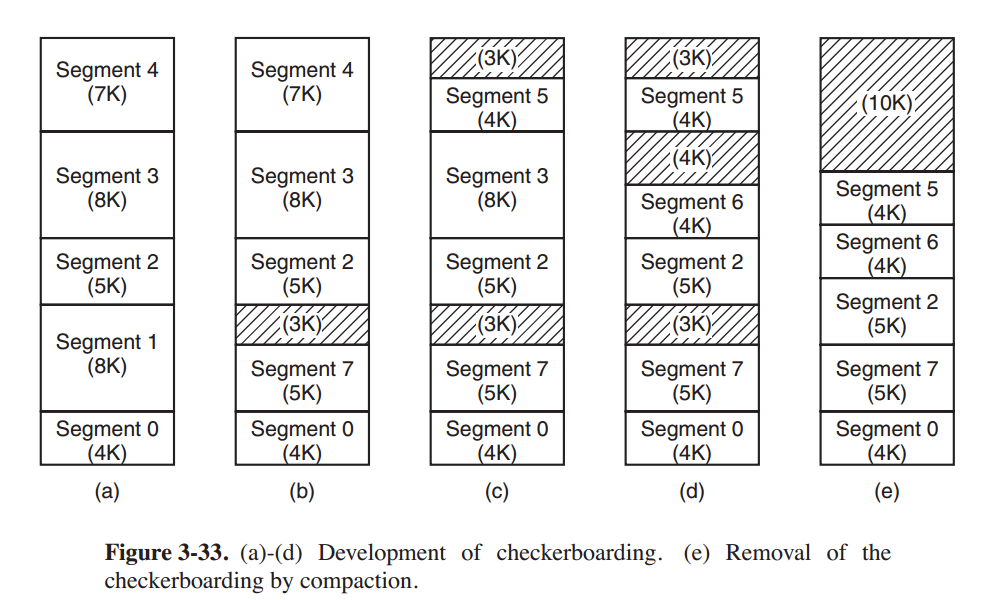 Segment 4
(7K)
Segment 3
(8K)
Segment 2
(5K)
Segment 1
(8K)
Segment 0
(4K)
(a)
Segment 4
(7K)
Segment 3
(8K)
Segment 2
(5K)
(3K)
Segment 7
(5K)
Segment 0
(4K)
(b)
(3K)
Segment 5
(4K)
Segment 3
(8K)
Segment 2
(5K)
(3K)
Segment 7
(5K)
Segment 0
(4K)
(c)
(3K)
Segment 5
(4K)
(4K)
Segment 6
(4K)
Segment 2
(5K)
(3K)
Segment 7
(5K)
Segment 0
(4K)
(d)
(10K)
Segment 5
(4K)
Segment 6
(4K)
Segment 2
(5K)
Segment 7
(5K)
Segment 0
(4K)
(e)
Figure 3-33. (a)-(d) Development of checkerboarding. (e) Removal of the
checkerboarding by compaction.